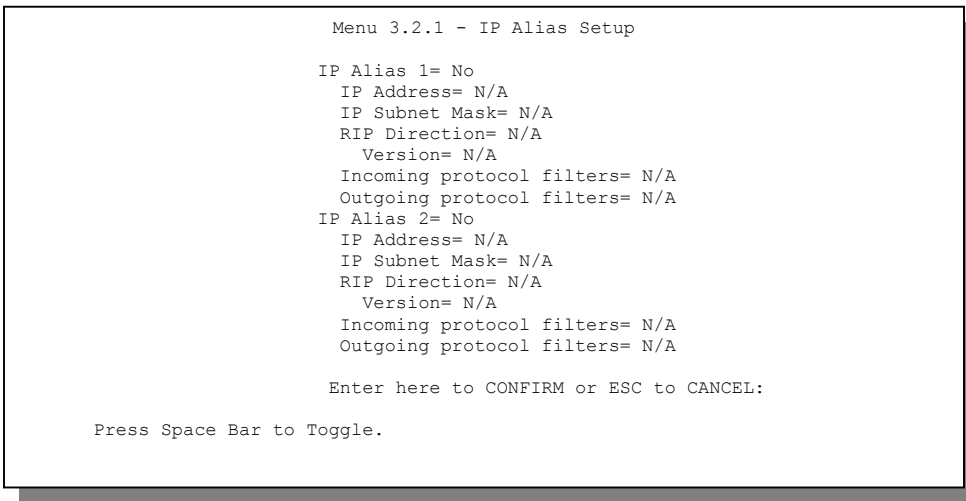 Menu 3.2.1 - IP Alias Setup
IP Alias 1= No
IP Address= N/A
IP Subnet Mask= N/A
RIP Direction= N/A
Version= N/A
Incoming protocol filters= N/A
Outgoing protocol filters= N/A
IP Alias 2= No
IP Address= N/A
IP Subnet Mask= N/A
RIP Direction= N/A
Version= N/A
Incoming protocol filters= N/A
Outgoing protocol filters= N/A
Enter here to CONFIRM or ESC to CANCEL:
Press Space Bar to Toggle.